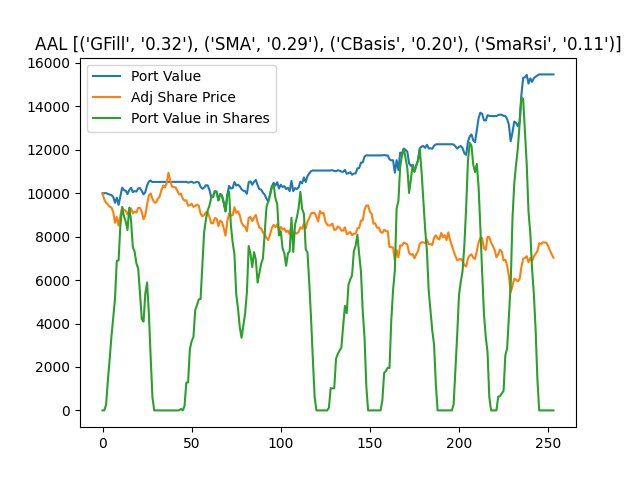 AAL [('GFill', '0.32'), ('SMA', '0.29'), ('CBasis', '0.20'), ('SmaRsi', '0.11')]
Port Value
Adj Share Price
Port Value in Shares
16000
14000
12000
10000
8000
6000
4000
2000
0
0 50 100 150 200 250